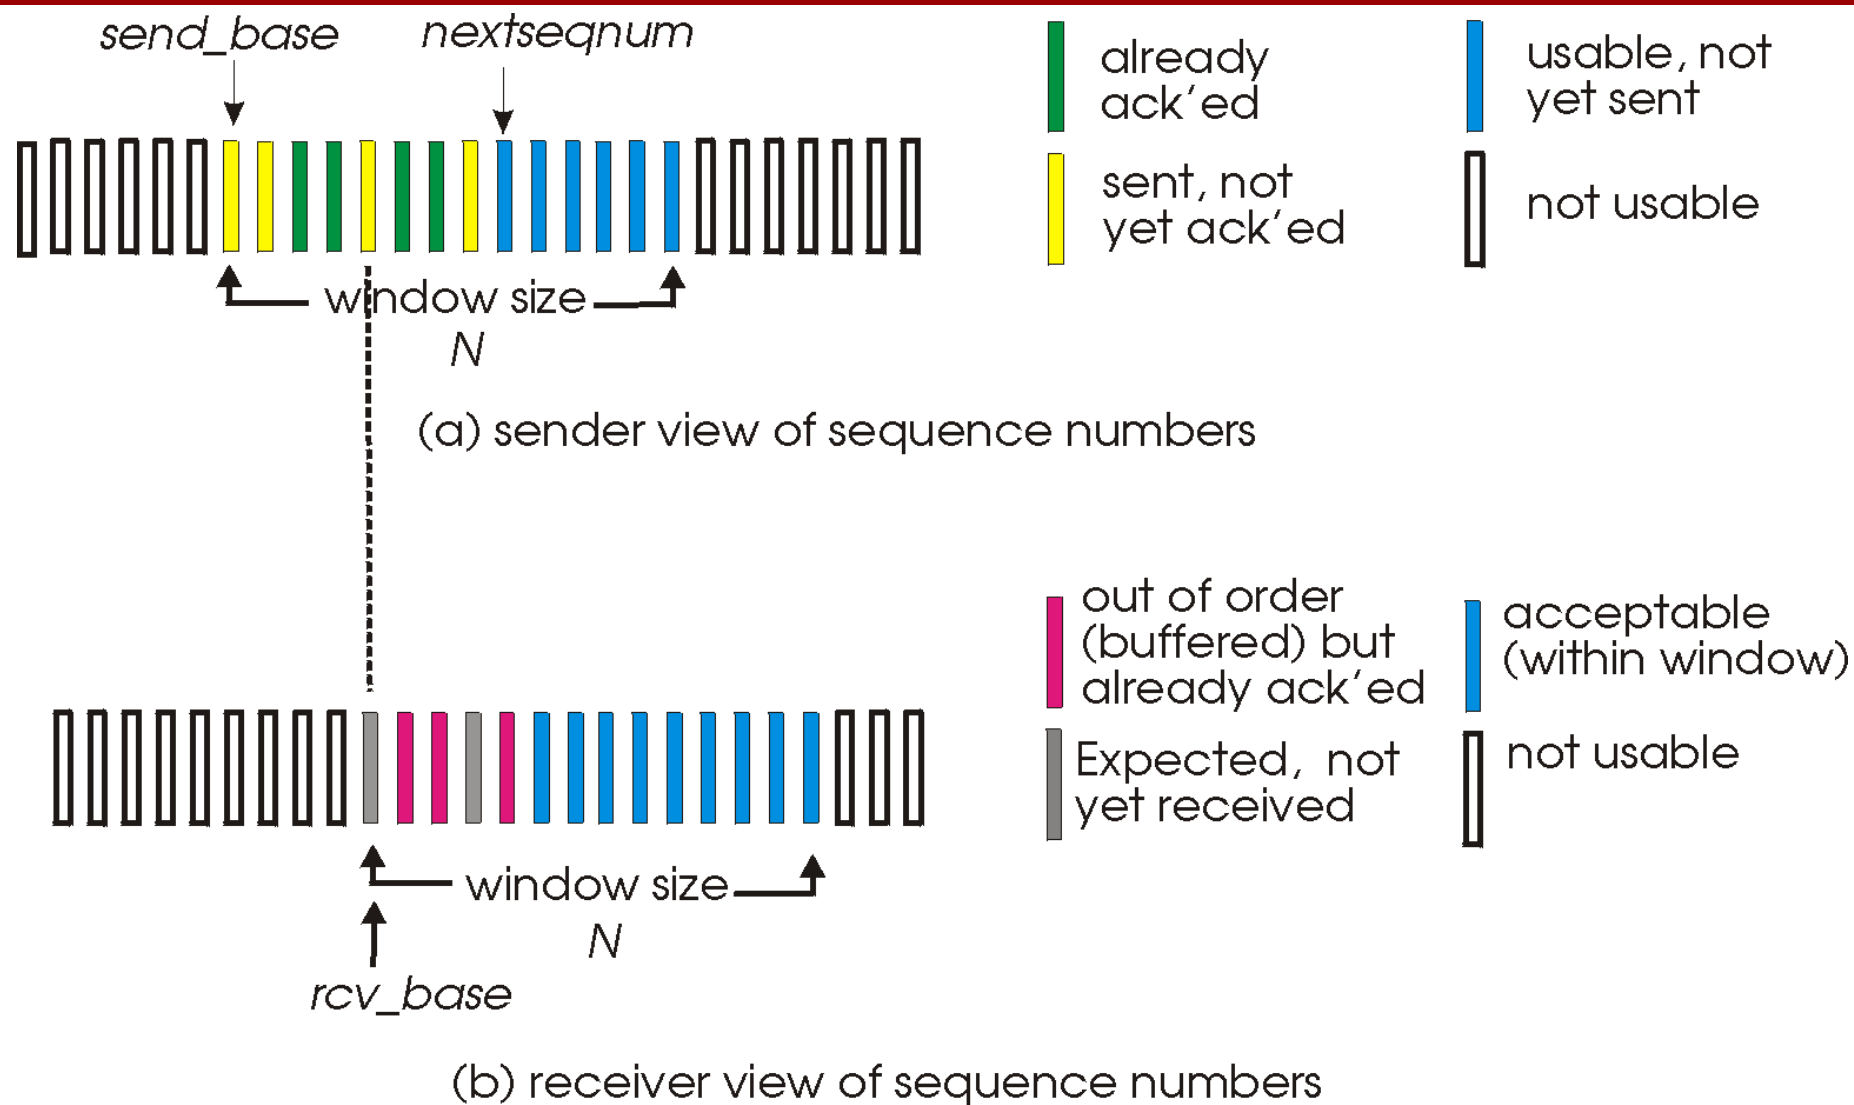 send_base
nextseqnum
already
ack'ed
usable, not
yet sent
sent, not
yet ack'ed
not usable
window size
N
(a) sender view of sequence numbers
out of order
(buffered) but
already ack'ed
acceptable
(within window)
Expected, not
yet received
not usable
window size
N
rcv_base
(b) receiver view of sequence numbers